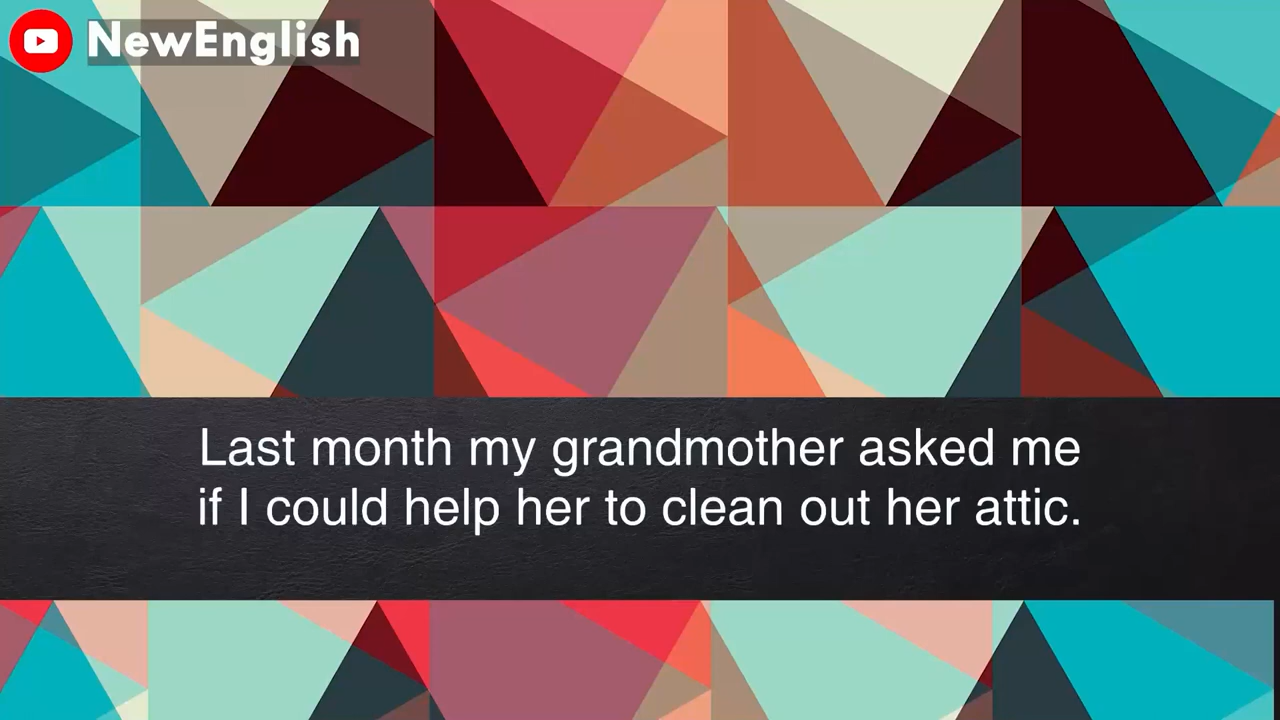 NewEnglish
Last month my grandmother asked me
if I could help her to clean out her attic.